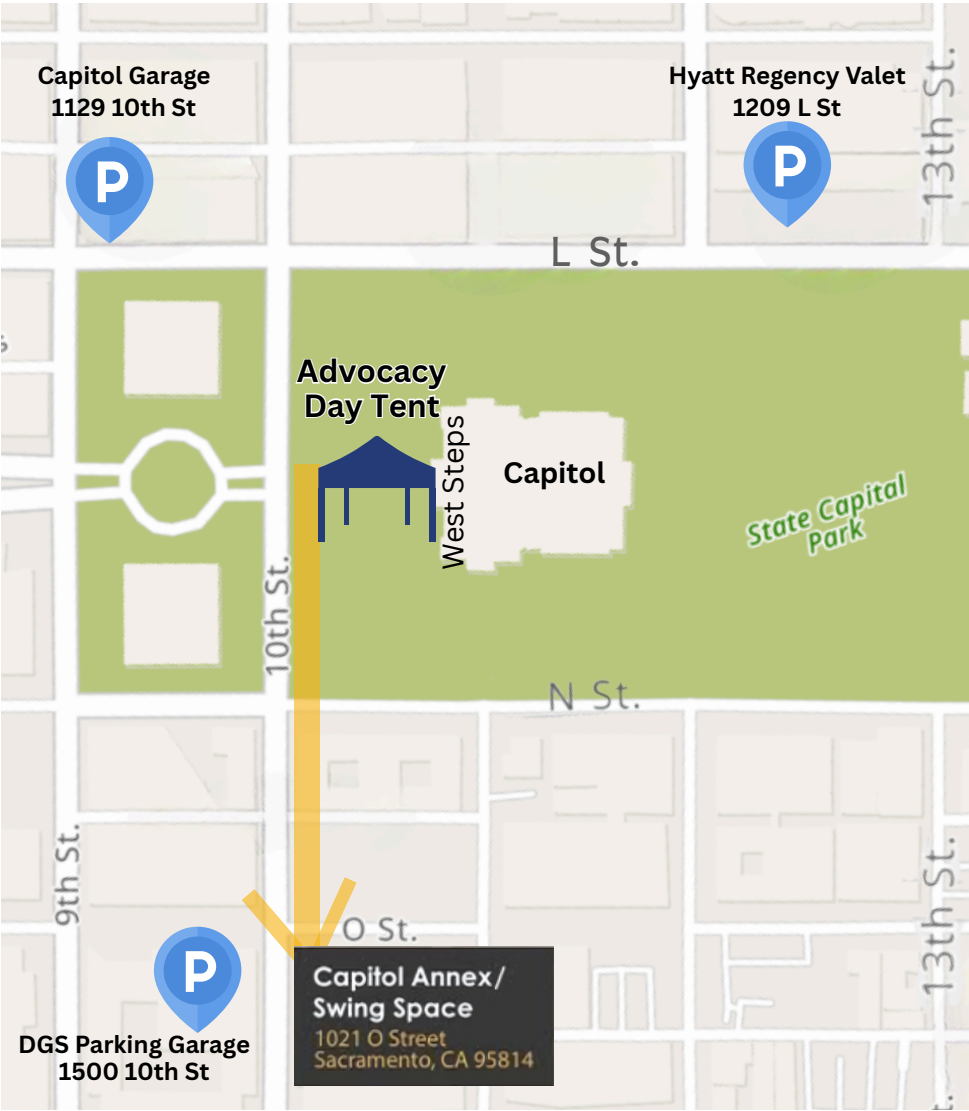 Capitol Garage
1129 10th St
P
Hyatt Regency Valet
1209 L St
P
13th St.
L St.
s
Advocacy
Day Tent
West Steps
Capitol
State Capital
Park
10th St.
N St.
9th St.
13th St.
O St.
P
DGS Parking Garage
1500 10th St
Capitol Annex/
Swing Space
1021 O Street
Sacramento, CA 95814
t.